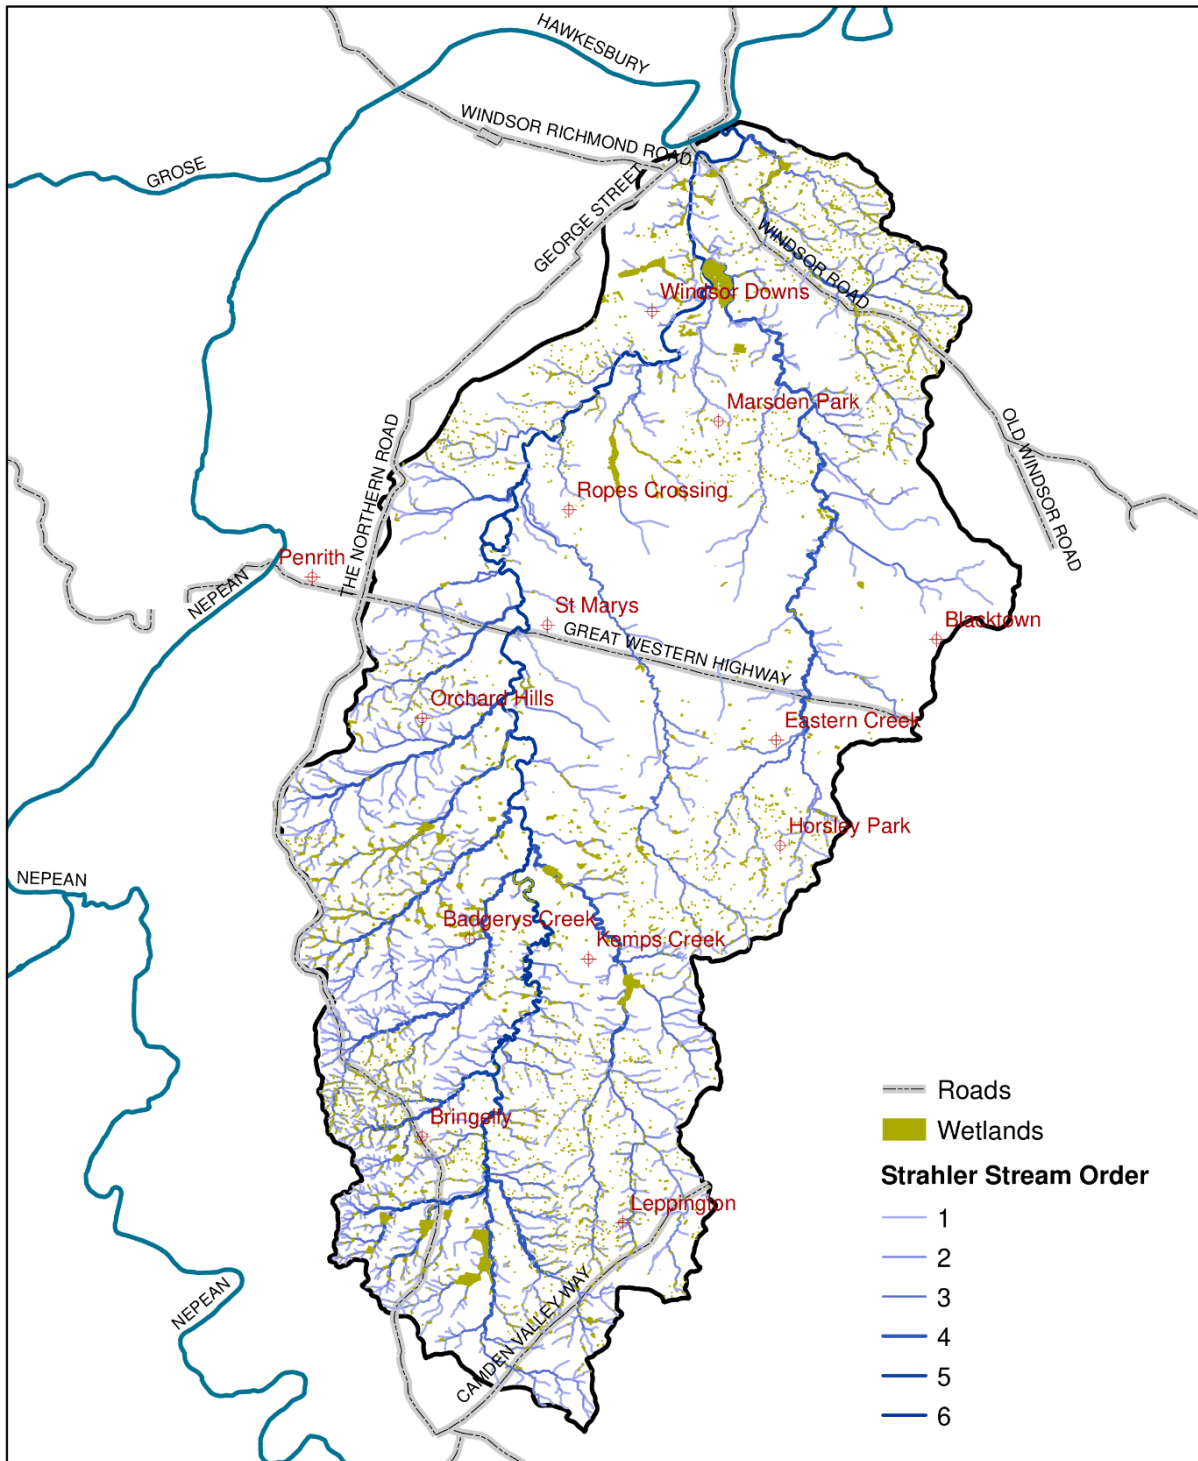 HAWKESBURY
WINDSOR RICHMOND ROAD
GROSE
GEORGE STREET
WINDSOR ROAD
Windsor Downs
Marsden Park
OLD WINDSOR ROAD
THE NORTHERN ROAD
Ropes Crossing
Penrith
NEPEAN
St Marys
Blacktown
GREAT WESTERN HIGHWAY
Orchard Hills
Eastern Creek
Horsley Park
NEPEAN
Badgerys Creek
Kemps Creek
Roads
Bringelly
Wetlands
Strahler Stream Order
Leppington
1
2
NEPEAN
3
CAMDEN VALLEY WAY
4
5
6